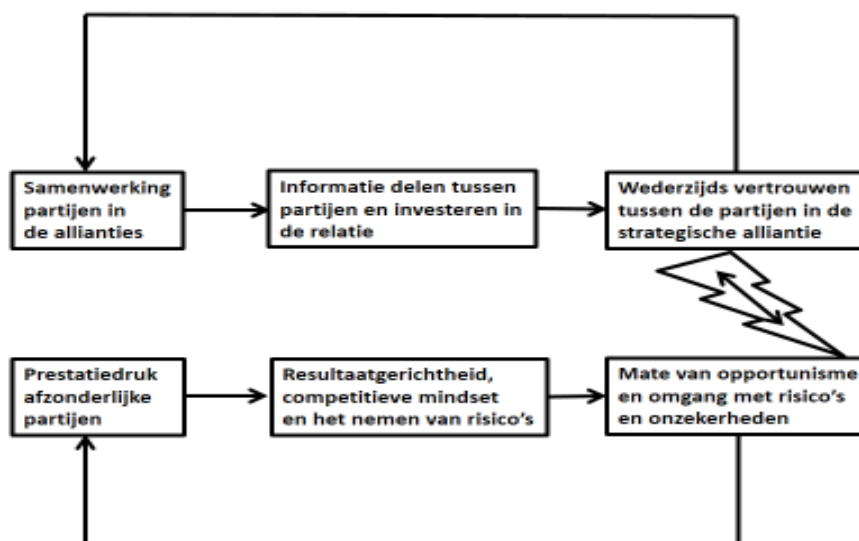 Samenwerking
partijen in
de allianties
Informatie delen tussen
partijen en investeren in
de relatie
Wederzijds vertrouwen
tussen de partijen in de
strategische alliantie
Prestatiedruk
afzonderlijke
partijen
Resultaatgerichtheid,
competitieve mindset
en het nemen van risico's
Mate van opportunisme
en omgang met risico's
en onzekerheden